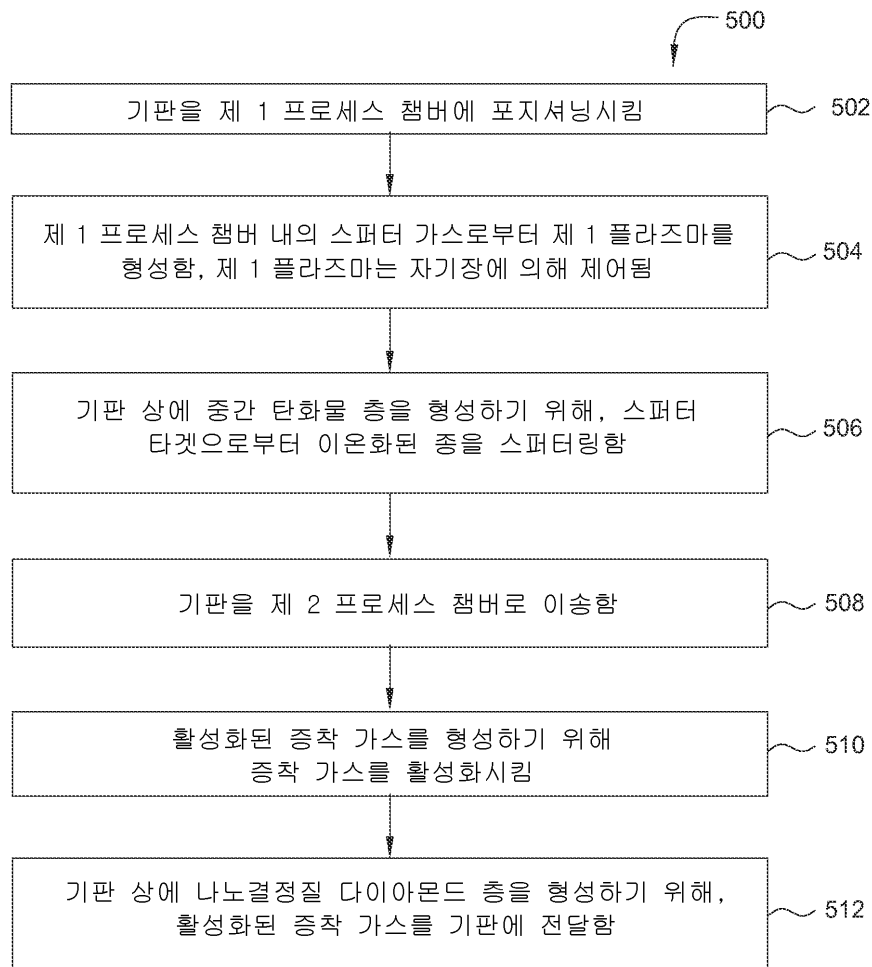 500
기판을 제 1 프로세스 챔버에 포지셔닝시킴
502
제 1 프로세스 챔버 내의 스퍼터 가스로부터 제 1 플라즈마를
형성함, 제 1 플라즈마는 자기장에 의해 제어됨
504
기판 상에 중간 탄화물 층을 형성하기 위해, 스퍼터
타겟으로부터 이온화된 종을 스퍼터링함
506
기판을 제 2 프로세스 챔버로 이송함
508
활성화된 증착 가스를 형성하기 위해
증착 가스를 활성화시킴
510
기판 상에 나노결정질 다이아몬드 층을 형성하기 위해,
활성화된 증착 가스를 기판에 전달함
512